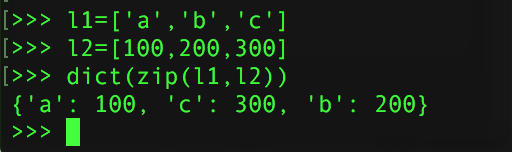 [>>> l1=['a','b','c']
[>>> l2=[100,200,300]
[>>> dict(zip(l1,l2))
{'a': 100, 'c': 300, 'b': 200}
>>>